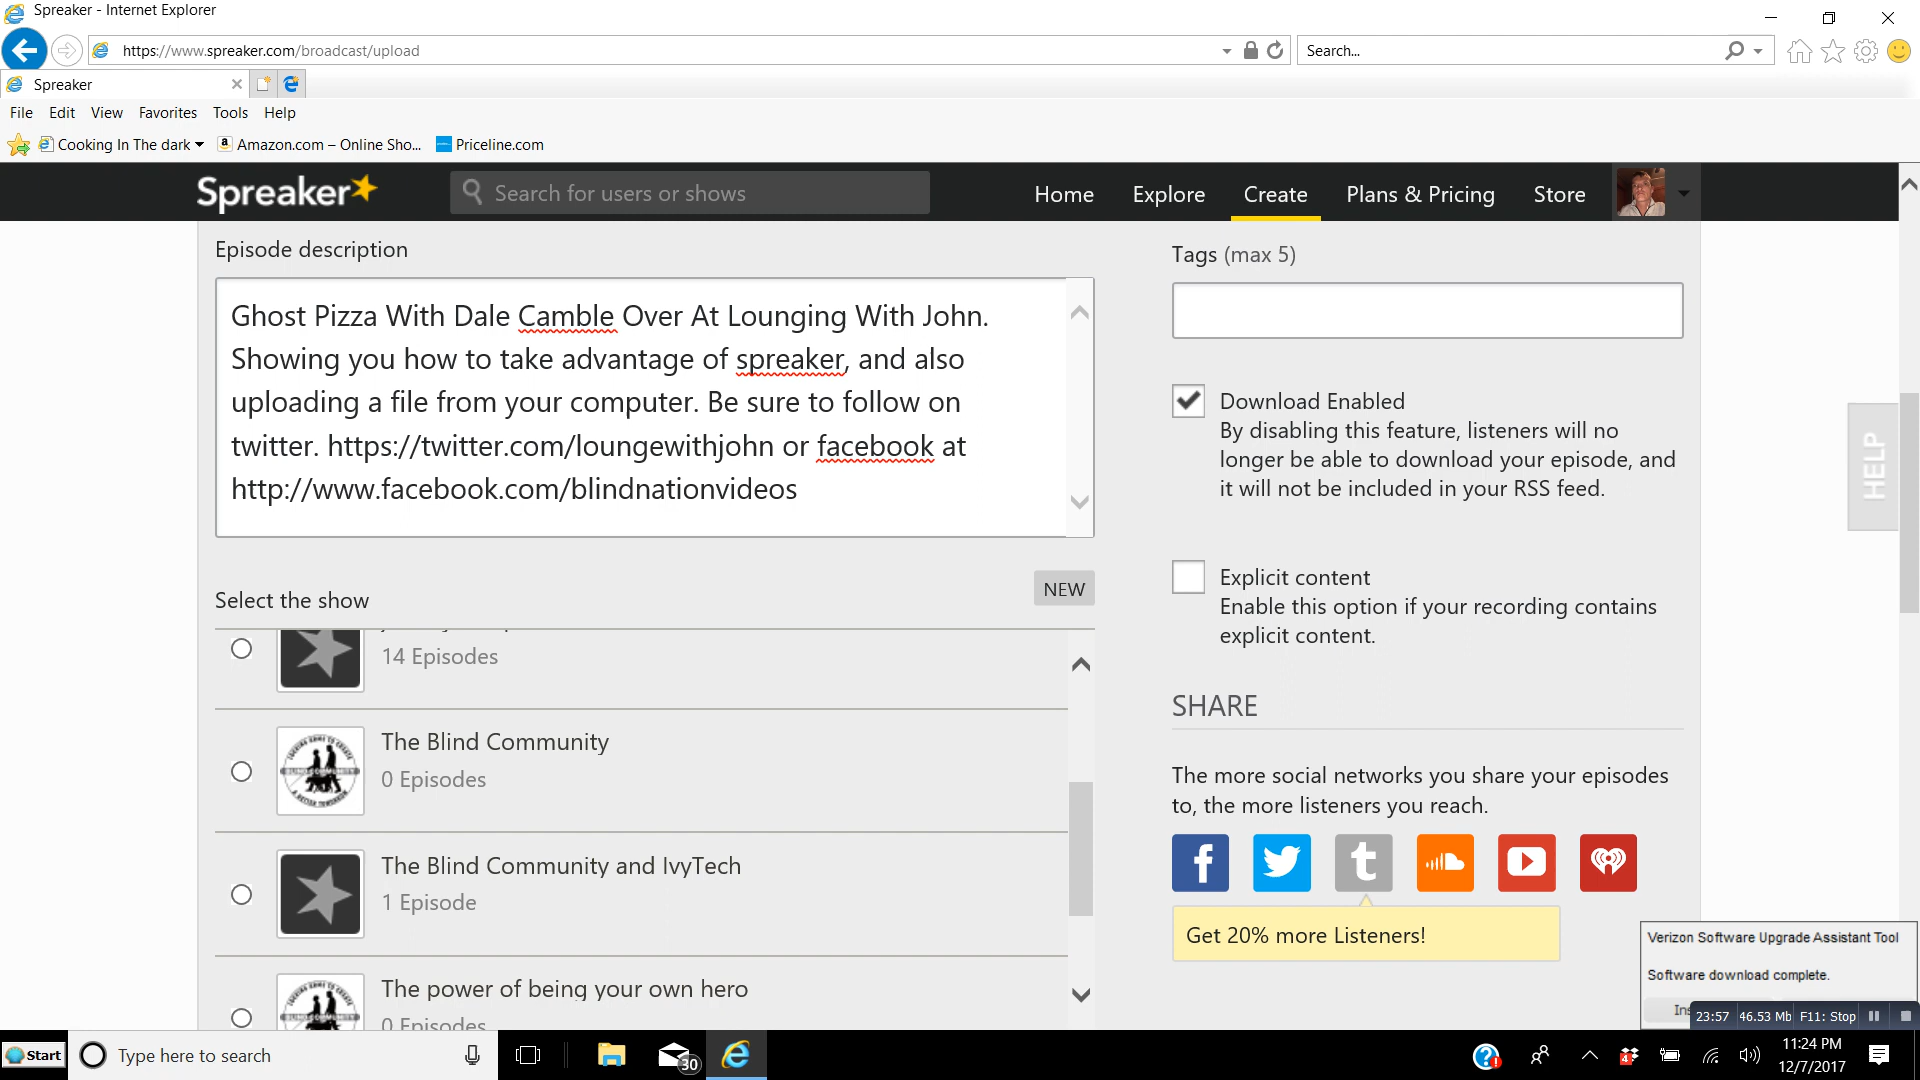 Spreaker - Internet Explorer
https://www.spreaker.com/broadcast/upload
Search...
Spreaker
File Edit View Favorites Tools Help
Cooking In The dark
Amazon.com – Online Sho...
Priceline.com
Spreaker
Search for users or shows
Home Explore Create Plans & Pricing Store
Episode description
Ghost Pizza With Dale Camble Over At Lounging With John.
Showing you how to take advantage of spreaker, and also
uploading a file from your computer. Be sure to follow on
twitter. https://twitter.com/loungewithjohn or facebook at
http://www.facebook.com/blindnationvideos
Select the show
NEW
14 Episodes
The Blind Community
0 Episodes
The Blind Community and IvyTech
1 Episode
The power of being your own hero
0 Episodes
Tags (max 5)
Download Enabled
By disabling this feature, listeners will no
longer be able to download your episode, and
it will not be included in your RSS feed.
Explicit content
Enable this option if your recording contains
explicit content.
SHARE
The more social networks you share your episodes
to, the more listeners you reach.
Get 20% more Listeners!
HELP
Verizon Software Upgrade Assistant Tool
Software download complete.
23:57 46.53 Mb F11: Stop
Start
Type here to search
30
4
11:24 PM
12/7/2017